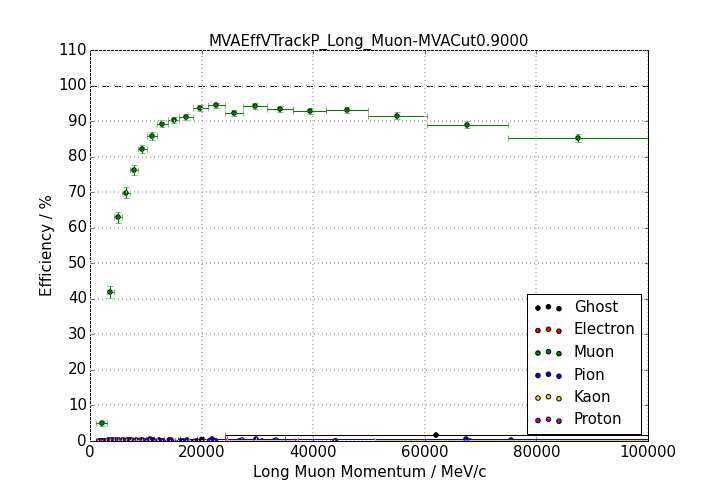 MVAEffVTrackP_Long_Muon-MVACut0.9000
110
100
90
80
70
60
50
40
30
20
10
0
Efficiency / %
Ghost
Electron
Muon
Pion
Kaon
Proton
0 20000 40000 60000 80000 100000
Long Muon Momentum / MeV/c